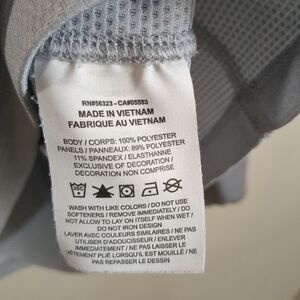 RN#56323 - CA#05553
MADE IN VIETNAM
FABRIQUE AU VIETNAM
BODY / CORPS: 100% POLYESTER
PANELS / PANNEAUX: 89% POLYESTER
11% SPANDEX / ELASTHANNE
EXCLUSIVE OF DECORATION /
DECORATION NON COMPRISE
WASH WITH LIKE COLORS / DO NOT USE
SOFTENERS / REMOVE IMMEDIATELY / DO
NOT ALLOW TO LAY ON ITSELF WHEN WET /
DO NOT IRON DESIGN
LAVER AVEC COULEURS SIMILAIRES / NE PAS
UTILISER D'ADOUCISSEUR / ENLEVER
IMMEDIATEMENT / NE LAISSER PAS LE
VETEMENT PLIÉ LORSQU'IL EST MOUILLÉ / NE
PAS REPASSER LE DESSIN